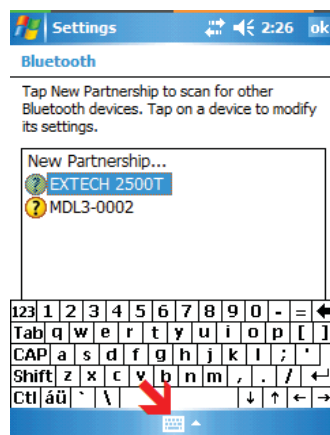 Settings 2:26 ok
Bluetooth
Tap New Partnership to scan for other
Bluetooth devices. Tap on a device to modify
its settings.
New Partnership...
EXTECH 2500T
MDL3-0002
123 1 2 3 4 5 6 7 8 9 0 - = ←
Tab q w e r t y u i o p [ ]
CAP a s d f g h j k l ; '
Shift z x c v b n m , . / ↵
Ctl áü ` \ ↓ ↑ ← →